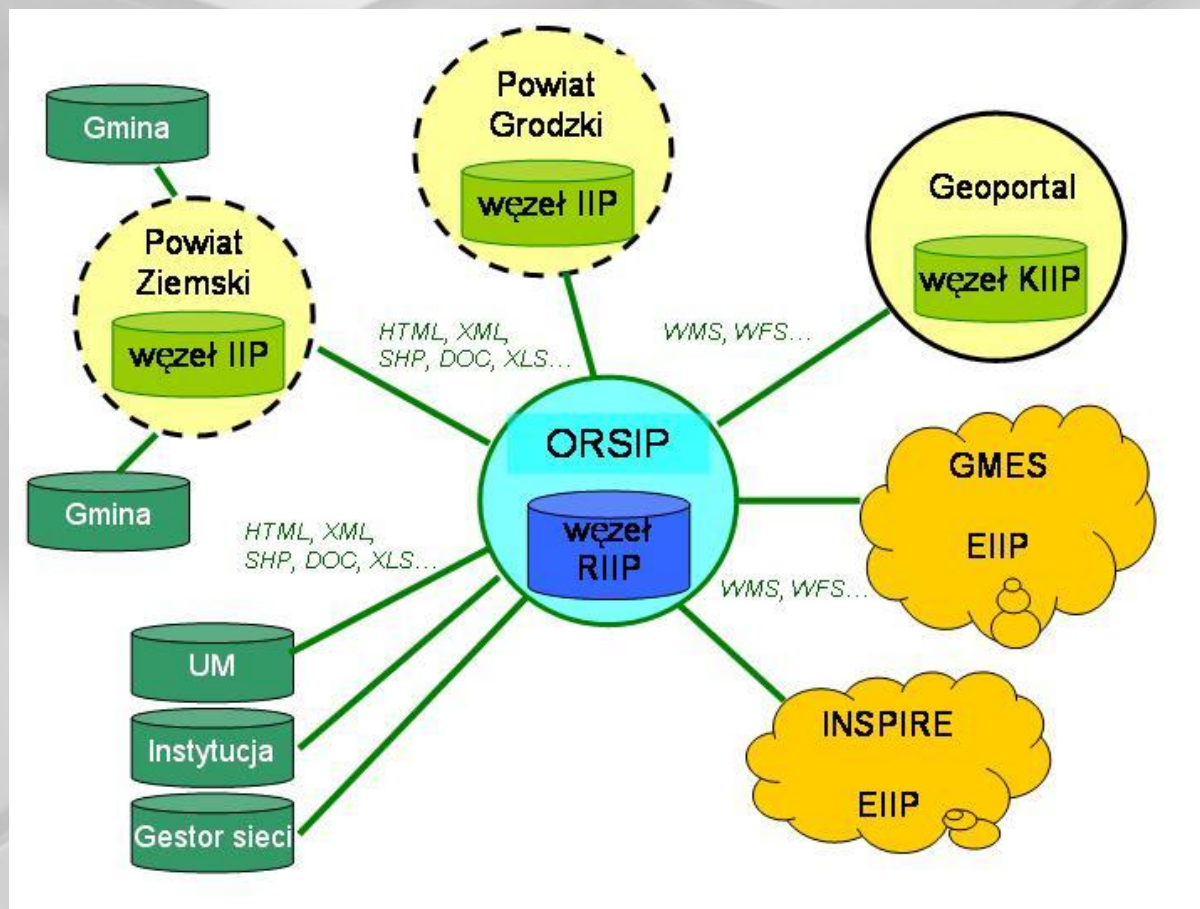 Powiat
Grodzki
węzeł IIP
Gmina
Geoportal
węzeł KIIP
Powiat
Ziemski
węzeł IIP
HTML, XML,
SHP, DOC, XLS...
WMS, WFS...
ORSIP
węzeł
RIIP
GMES
EIIP
Gmina
HTML, XML,
SHP, DOC, XLS...
WMS, WFS...
UM
Instytucja
Gestor sieci
INSPIRE
EIIP